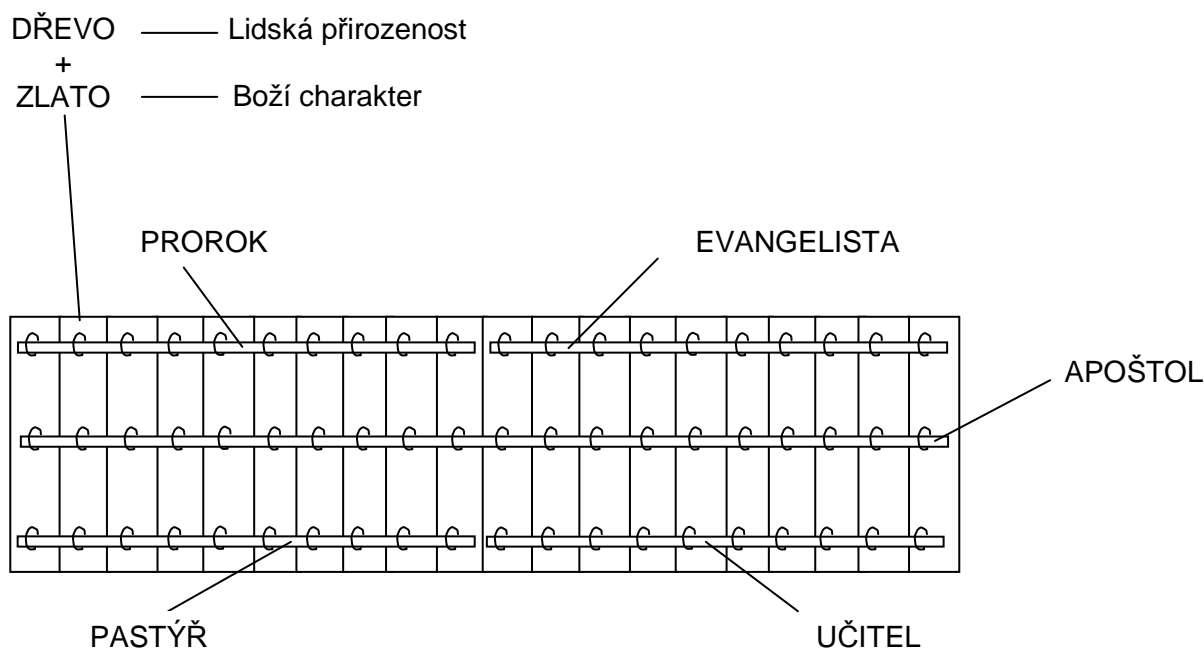 DŘEVO Lidská přirozenost
+
ZLATO Boží charakter
PROROK EVANGELISTA
APOŠTOL
PASTÝŘ UČITEL